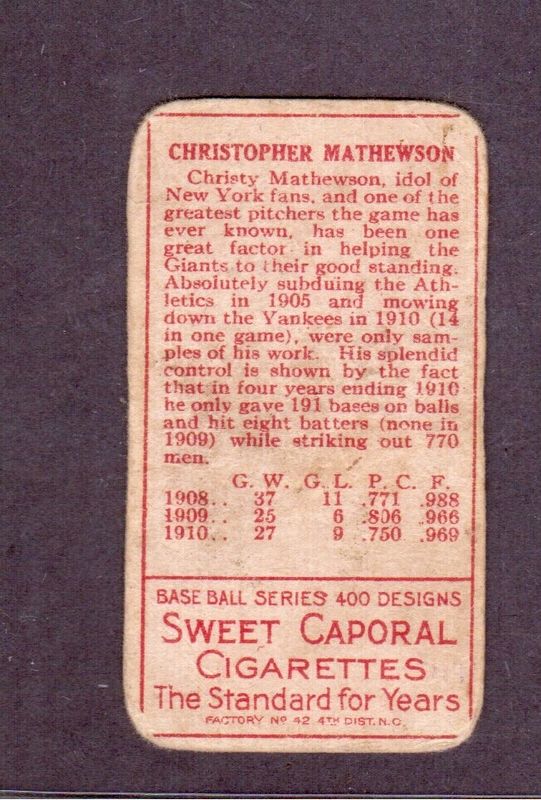 CHRISTOPHER MATHEWSON
Christy Mathewson, idol of
New York fans, and one of the
greatest pitchers the game has
ever known, has been one
great factor in helping the
Giants to their good standing.
Absolutely subduing the Ath-
letics in 1905 and mowing
down the Yankees in 1910 (14
in one game), were only sam-
ples of his work. His splendid
control is shown by the fact
that in four years ending 1910
he only gave 191 bases on balls
and hit eight batters (none in
1909) while striking out 770
men.
G. W. G. L. P. C. F.
1908.. 37 11 .771 .988
1909.. 25 6 .806 .966
1910.. 27 9 .750 .969
BASE BALL SERIES 400 DESIGNS
SWEET CAPORAL
CIGARETTES
The Standard for Years
FACTORY Nº 42 4TH DIST. N.C.